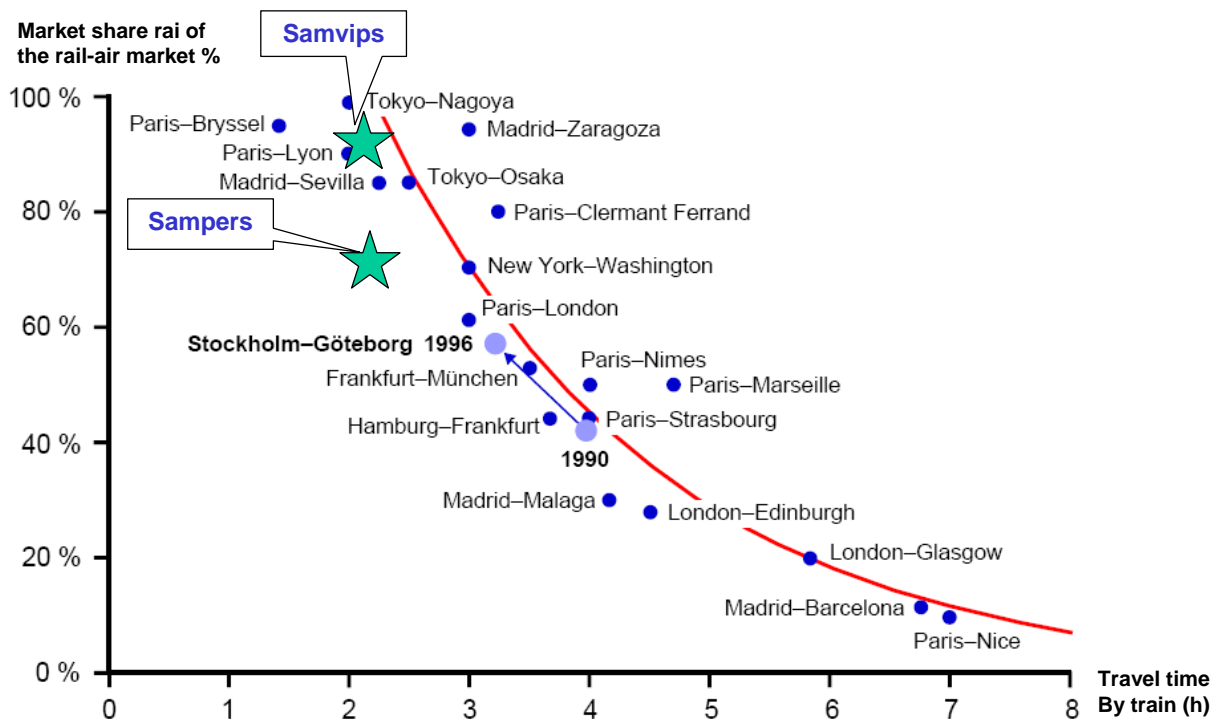 Market share rai of
the rail-air market %
Samvips
100 %
Tokyo–Nagoya
Paris–Bryssel
Madrid–Zaragoza
Paris–Lyon
Madrid–Sevilla
Tokyo–Osaka
80 %
Paris–Clermant Ferrand
Sampers
New York–Washington
60 %
Paris–London
Stockholm–Göteborg 1996
Paris–Nimes
Frankfurt–München
Paris–Marseille
Hamburg–Frankfurt
Paris–Strasbourg
40 %
1990
Madrid–Malaga
London–Edinburgh
20 %
London–Glasgow
Madrid–Barcelona
Paris–Nice
0 %
0 1 2 3 4 5 6 7 8
Travel time
By train (h)